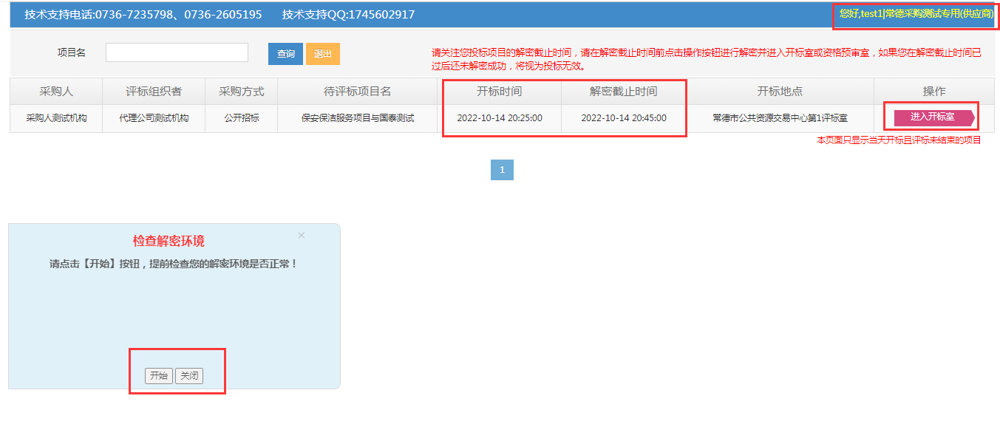 技术支持电话:0736-7235798、0736-2605195 技术支持QQ:1745602917 您好,test1|常德采购测试专用(供应商)
项目名 查询 退出
请关注您投标项目的解密截止时间，请在解密截止时间前点击操作按钮进行解密并进入开标室或资格预审室，如果您在解密截止时间已
过后还未解密成功，将视为投标无效。
采购人 评标组织者 采购方式 待评标项目名 开标时间 解密截止时间 开标地点 操作
采购人测试机构 代理公司测试机构 公开招标 保安保洁服务项目与国泰测试 2022-10-14 20:25:00 2022-10-14 20:45:00 常德市公共资源交易中心第1评标室 进入开标室
本页面只显示当天开标且评标未结束的项目
1
检查解密环境 ×
请点击【开始】按钮，提前检查您的解密环境是否正常！
开始 关闭